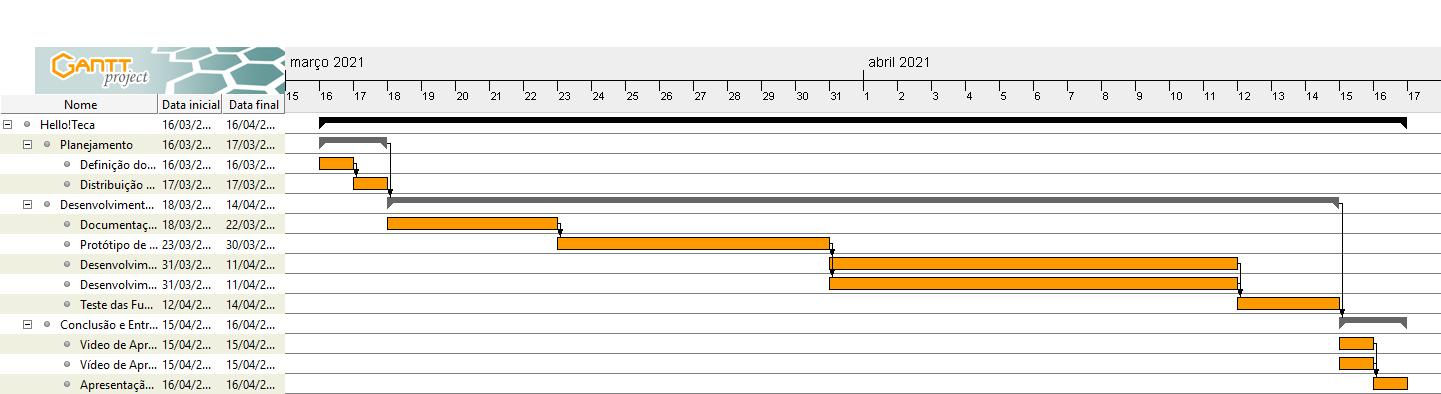 GANTT project
março 2021 abril 2021
15 16 17 18 19 20 21 22 23 24 25 26 27 28 29 30 31 1 2 3 4 5 6 7 8 9 10 11 12 13 14 15 16 17
Nome Data inicial Data final
Hello!Teca 16/03/2... 16/04/2...
Planejamento 16/03/2... 17/03/2...
Definição do... 16/03/2... 16/03/2...
Distribuição ... 17/03/2... 17/03/2...
Desenvolviment... 18/03/2... 14/04/2...
Documentaç... 18/03/2... 22/03/2...
Protótipo de ... 23/03/2... 30/03/2...
Desenvolvim... 31/03/2... 11/04/2...
Desenvolvim... 31/03/2... 11/04/2...
Teste das Fu... 12/04/2... 14/04/2...
Conclusão e Entr... 15/04/2... 16/04/2...
Video de Apr... 15/04/2... 15/04/2...
Vídeo de Apr... 15/04/2... 15/04/2...
Apresentaçã... 16/04/2... 16/04/2...